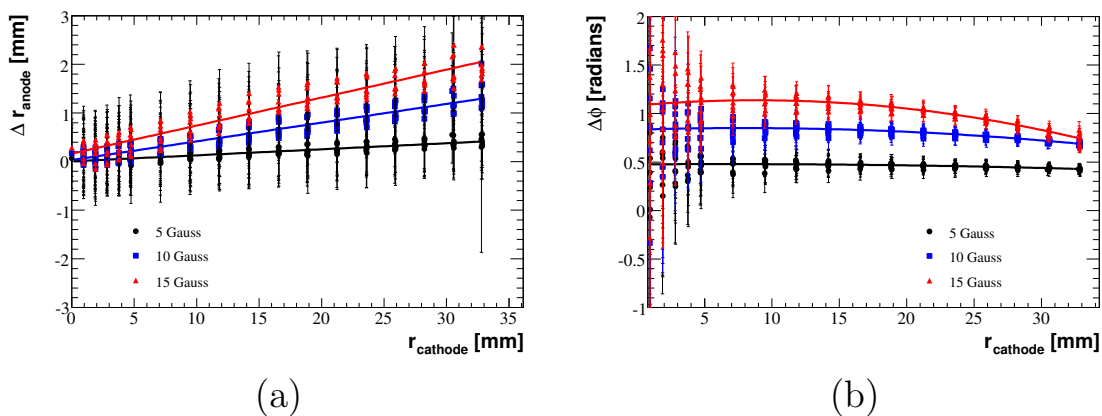 Δ r_anode [mm]
3
2
1
0
-1
-2
-3
5 Gauss
10 Gauss
15 Gauss
0 5 10 15 20 25 30 35
r_cathode [mm]
(a)
Δϕ [radians]
2
1.5
1
0.5
0
-0.5
-1
5 Gauss
10 Gauss
15 Gauss
5 10 15 20 25 30
r_cathode [mm]
(b)